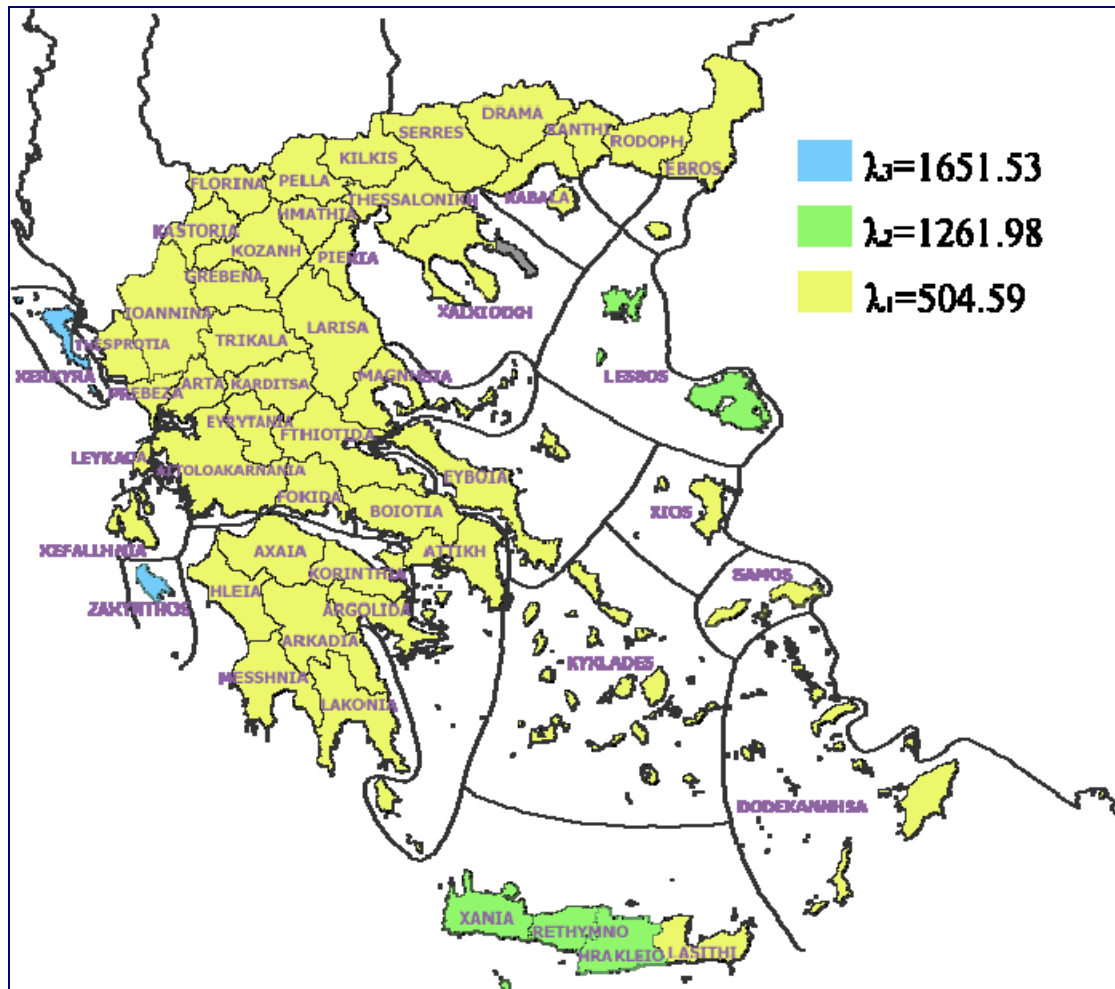 DRAMA
SERRES
XANTHI
RODOPH
KILKIS
EBROS
PELLA
FLORINA
THESSALONIKH
KABALA
HMATHIA
KASTORIA
KOZANH
PIERIA
GREBENA
IOANNINA
XALKIDIKH
LARISA
TRIKALA
THESPROTIA
KERKYRA
LESBOS
MAGNHSIA
ARTA
KARDITSA
PREBEZA
EYRYTANIA
FTHIOTIDA
LEYKADA
AITOLOAKARNANIA
EYBOIA
FOKIDA
BOIOTIA
XIOS
KEFALLHNIA
AXAIA
ATTIKH
KORINTHIA
SAMOS
HLEIA
ZAKYNTHOS
ARGOLIDA
ARKADIA
KYKLADES
MESSHNIA
LAKONIA
DODEKANNHSA
XANIA
RETHYMNO
HRAKLEIO
LASITHI
λ3=1651.53
λ2=1261.98
λ1=504.59